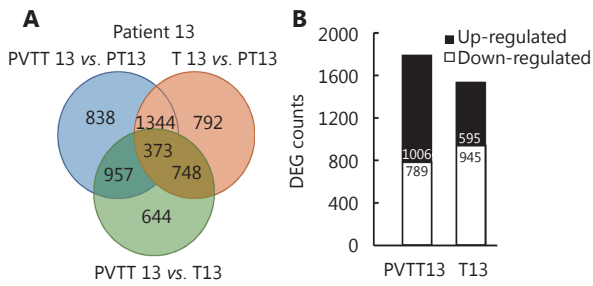 A
Patient 13
PVTT 13 vs. PT13
T 13 vs. PT13
838
1344
792
373
957
748
644
PVTT 13 vs. T13
B
Up-regulated
Down-regulated
DEG counts
2000
1600
1200
800
400
0
1006
789
595
945
PVTT13
T13